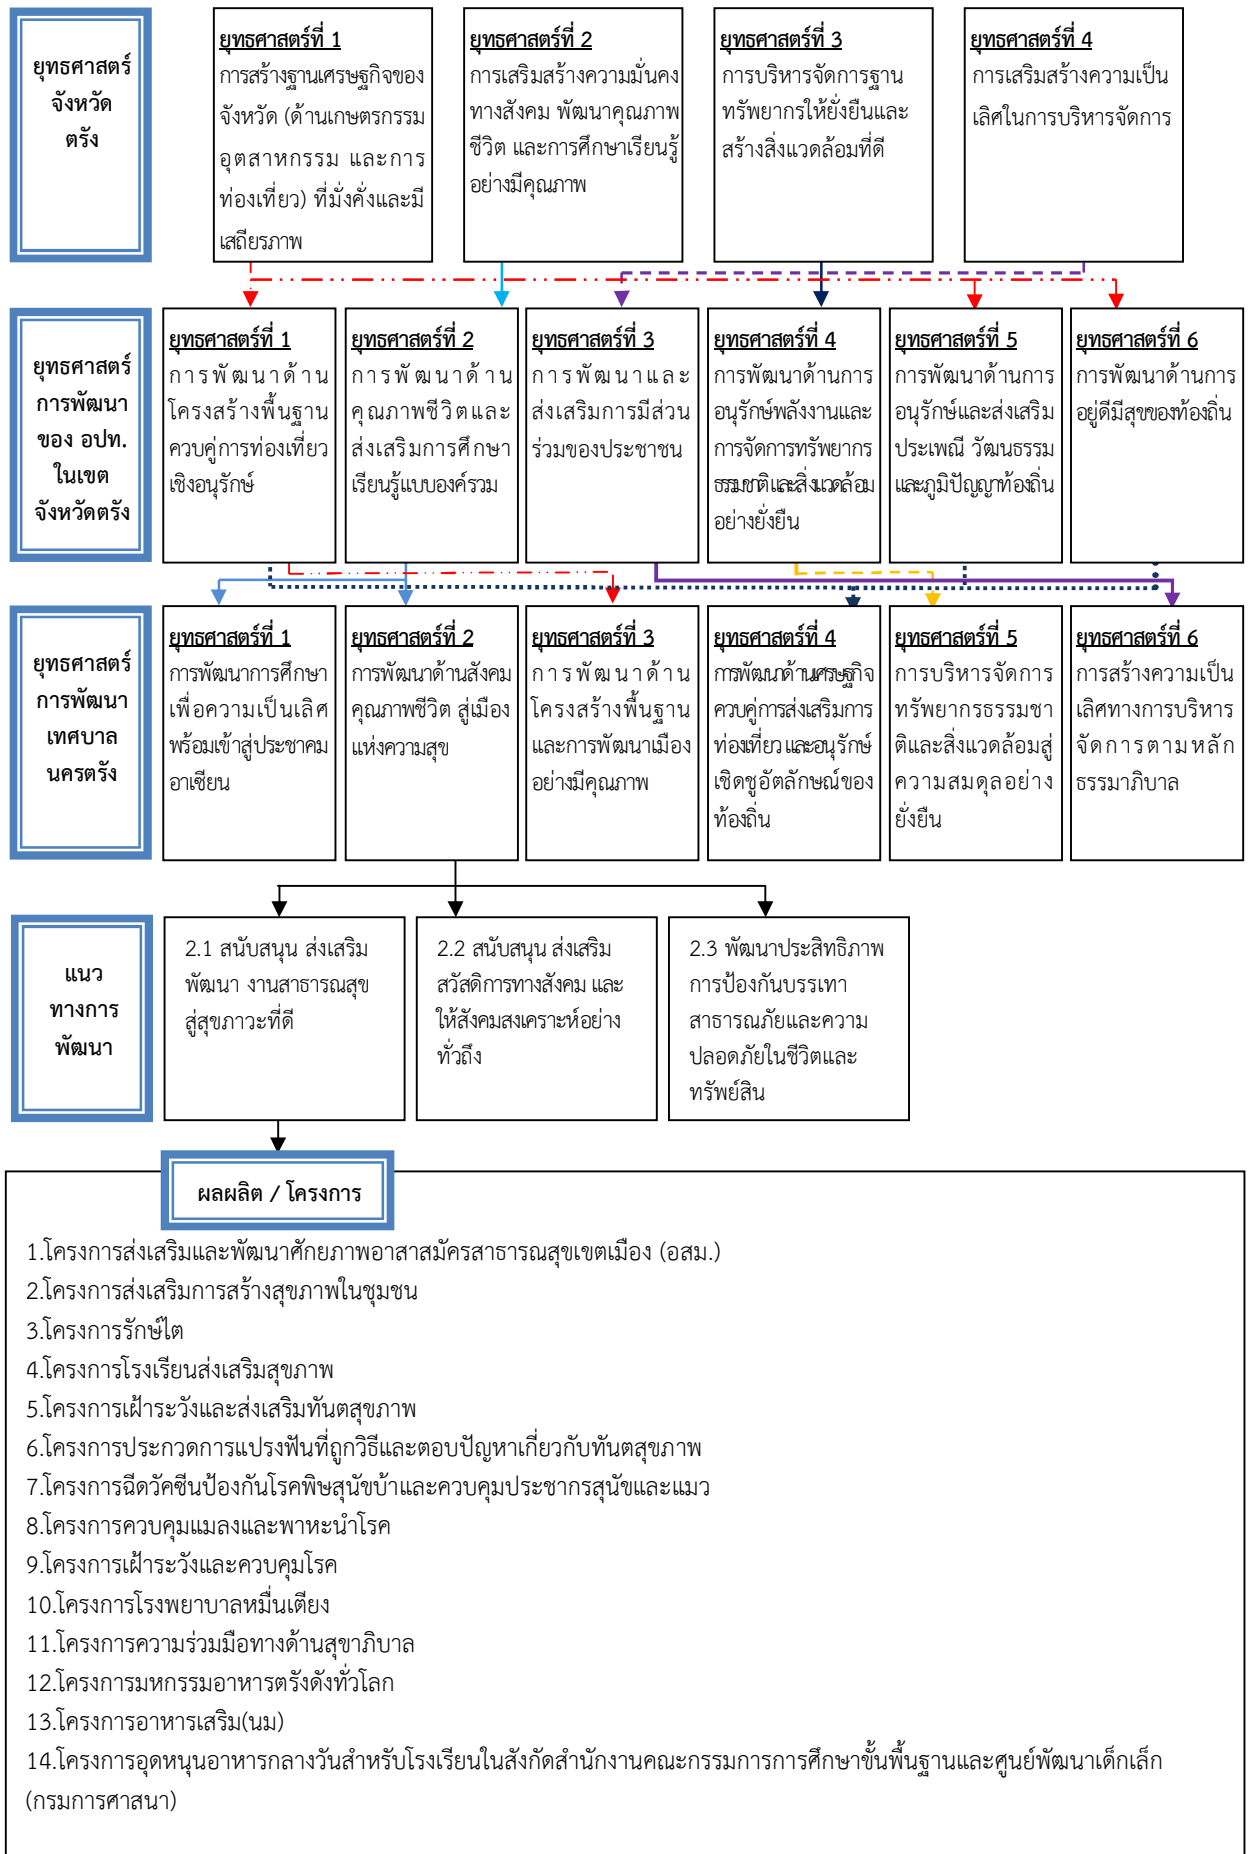 ยุทธศาสตร์
จังหวัด
ตรัง
ยุทธศาสตร์ที่ 1
การสร้างฐานเศรษฐกิจของ
จังหวัด (ด้านเกษตรกรรม
อุตสาหกรรม และการ
ท่องเที่ยว) ที่มั่งคั่งและมี
เสถียรภาพ
ยุทธศาสตร์ที่ 2
การเสริมสร้างความมั่นคง
ทางสังคม พัฒนาคุณภาพ
ชีวิต และการศึกษาเรียนรู้
อย่างมีคุณภาพ
ยุทธศาสตร์ที่ 3
การบริหารจัดการฐาน
ทรัพยากรให้ยั่งยืนและ
สร้างสิ่งแวดล้อมที่ดี
ยุทธศาสตร์ที่ 4
การเสริมสร้างความเป็น
เลิศในการบริหารจัดการ
ยุทธศาสตร์
การพัฒนา
ของ อปท.
ในเขต
จังหวัดตรัง
ยุทธศาสตร์ที่ 1
การพัฒนาด้าน
โครงสร้างพื้นฐาน
ควบคู่การท่องเที่ยว
เชิงอนุรักษ์
ยุทธศาสตร์ที่ 2
การพัฒนาด้าน
คุณภาพชีวิตและ
ส่งเสริมการศึกษา
เรียนรู้แบบองค์รวม
ยุทธศาสตร์ที่ 3
การพัฒนาและ
ส่งเสริมการมีส่วน
ร่วมของประชาชน
ยุทธศาสตร์ที่ 4
การพัฒนาด้านการ
อนุรักษ์พลังงานและ
การจัดการทรัพยากร
ธรรมชาติและสิ่งแวดล้อม
อย่างยั่งยืน
ยุทธศาสตร์ที่ 5
การพัฒนาด้านการ
อนุรักษ์และส่งเสริม
ประเพณี วัฒนธรรม
และภูมิปัญญาท้องถิ่น
ยุทธศาสตร์ที่ 6
การพัฒนาด้านการ
อยู่ดีมีสุขของท้องถิ่น
ยุทธศาสตร์
การพัฒนา
เทศบาล
นครตรัง
ยุทธศาสตร์ที่ 1
การพัฒนาการศึกษา
เพื่อความเป็นเลิศ
พร้อมเข้าสู่ประชาคม
อาเซียน
ยุทธศาสตร์ที่ 2
การพัฒนาด้านสังคม
คุณภาพชีวิต สู่เมือง
แห่งความสุข
ยุทธศาสตร์ที่ 3
การพัฒนาด้าน
โครงสร้างพื้นฐาน
และการพัฒนาเมือง
อย่างมีคุณภาพ
ยุทธศาสตร์ที่ 4
การพัฒนาด้านเศรษฐกิจ
ควบคู่การส่งเสริมการ
ท่องเที่ยว และอนุรักษ์
เชิดชูอัตลักษณ์ของ
ท้องถิ่น
ยุทธศาสตร์ที่ 5
การบริหารจัดการ
ทรัพยากรธรรมชา
ติและสิ่งแวดล้อมสู่
ความสมดุลอย่าง
ยั่งยืน
ยุทธศาสตร์ที่ 6
การสร้างความเป็น
เลิศทางการบริหาร
จัดการตามหลัก
ธรรมาภิบาล
แนว
ทางการ
พัฒนา
2.1 สนับสนุน ส่งเสริม
พัฒนา งานสาธารณสุข
สู่สุขภาวะที่ดี
2.2 สนับสนุน ส่งเสริม
สวัสดิการทางสังคม และ
ให้สังคมสงเคราะห์อย่าง
ทั่วถึง
2.3 พัฒนาประสิทธิภาพ
การป้องกันบรรเทา
สาธารณภัยและความ
ปลอดภัยในชีวิตและ
ทรัพย์สิน
ผลผลิต / โครงการ
1.โครงการส่งเสริมและพัฒนาศักยภาพอาสาสมัครสาธารณสุขเขตเมือง (อสม.)
2.โครงการส่งเสริมการสร้างสุขภาพในชุมชน
3.โครงการรักษ์ไต
4.โครงการโรงเรียนส่งเสริมสุขภาพ
5.โครงการเฝ้าระวังและส่งเสริมทันตสุขภาพ
6.โครงการประกวดการแปรงฟันที่ถูกวิธีและตอบปัญหาเกี่ยวกับทันตสุขภาพ
7.โครงการฉีดวัคซีนป้องกันโรคพิษสุนัขบ้าและควบคุมประชากรสุนัขและแมว
8.โครงการควบคุมแมลงและพาหะนำโรค
9.โครงการเฝ้าระวังและควบคุมโรค
10.โครงการโรงพยาบาลหมื่นเตียง
11.โครงการความร่วมมือทางด้านสุขาภิบาล
12.โครงการมหกรรมอาหารตรังดังทั่วโลก
13.โครงการอาหารเสริม(นม)
14.โครงการอุดหนุนอาหารกลางวันสำหรับโรงเรียนในสังกัดสำนักงานคณะกรรมการการศึกษาขั้นพื้นฐานและศูนย์พัฒนาเด็กเล็ก
(กรมการศาสนา)